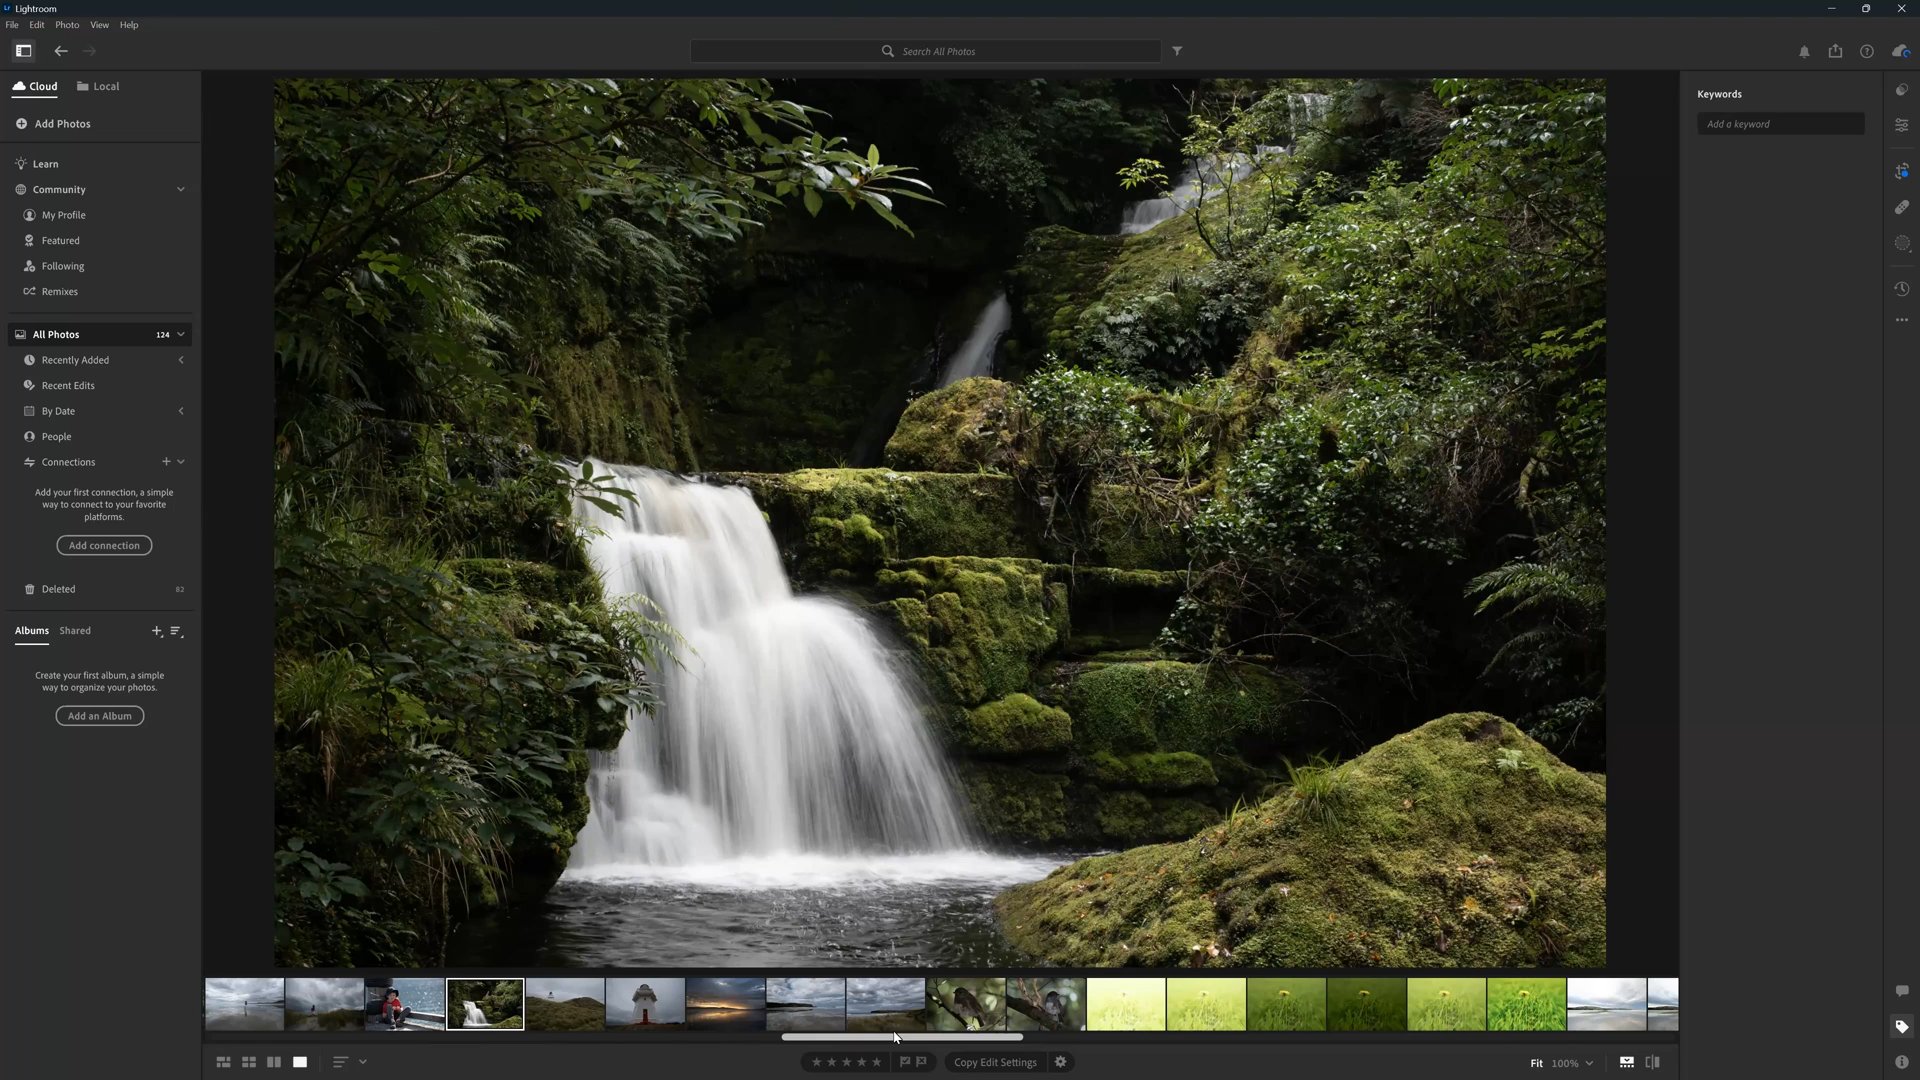 Lr Lightroom
File Edit Photo View Help
Search All Photos
Cloud Local
Add Photos
Learn
Community
My Profile
Featured
Following
Remixes
All Photos 124
Recently Added
Recent Edits
By Date
People
Connections
Add your first connection, a simple
way to connect to your favorite
platforms.
Add connection
Deleted 82
Albums Shared
Create your first album, a simple
way to organize your photos.
Add an Album
Keywords
Add a keyword
Copy Edit Settings
Fit 100%